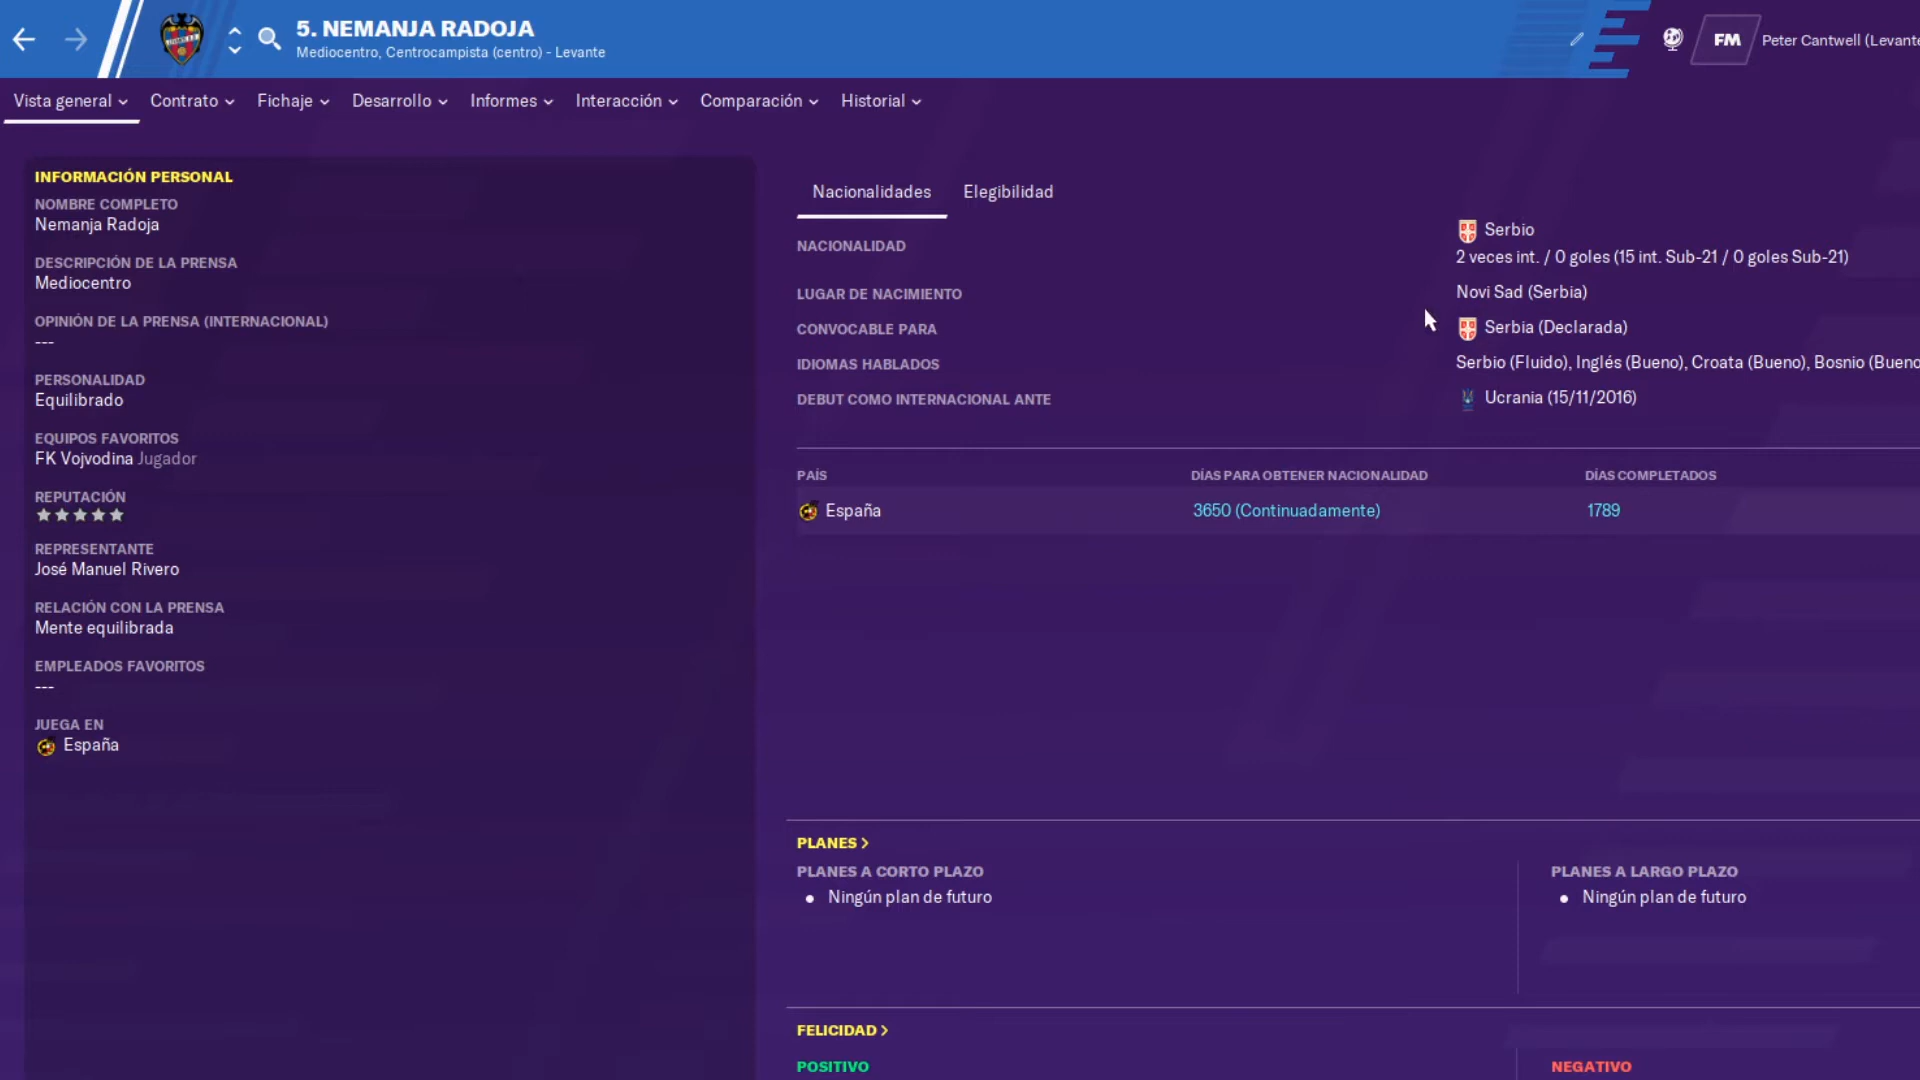 5. NEMANJA RADOJA
Mediocentro, Centrocampista (centro) - Levante
FM
Peter Cantwell (Levante
Vista general
Contrato
Fichaje
Desarrollo
Informes
Interacción
Comparación
Historial
INFORMACIÓN PERSONAL
NOMBRE COMPLETO
Nemanja Radoja
DESCRIPCIÓN DE LA PRENSA
Mediocentro
OPINIÓN DE LA PRENSA (INTERNACIONAL)
---
PERSONALIDAD
Equilibrado
EQUIPOS FAVORITOS
FK Vojvodina Jugador
REPUTACIÓN
REPRESENTANTE
José Manuel Rivero
RELACIÓN CON LA PRENSA
Mente equilibrada
EMPLEADOS FAVORITOS
---
JUEGA EN
España
Nacionalidades
Elegibilidad
NACIONALIDAD
Serbio
2 veces int. / 0 goles (15 int. Sub-21 / 0 goles Sub-21)
LUGAR DE NACIMIENTO
Novi Sad (Serbia)
CONVOCABLE PARA
Serbia (Declarada)
IDIOMAS HABLADOS
Serbio (Fluido), Inglés (Bueno), Croata (Bueno), Bosnio (Bueno
DEBUT COMO INTERNACIONAL ANTE
Ucrania (15/11/2016)
PAÍS
DÍAS PARA OBTENER NACIONALIDAD
DÍAS COMPLETADOS
España
3650 (Continuadamente)
1789
PLANES >
PLANES A CORTO PLAZO
• Ningún plan de futuro
PLANES A LARGO PLAZO
• Ningún plan de futuro
FELICIDAD >
POSITIVO
NEGATIVO